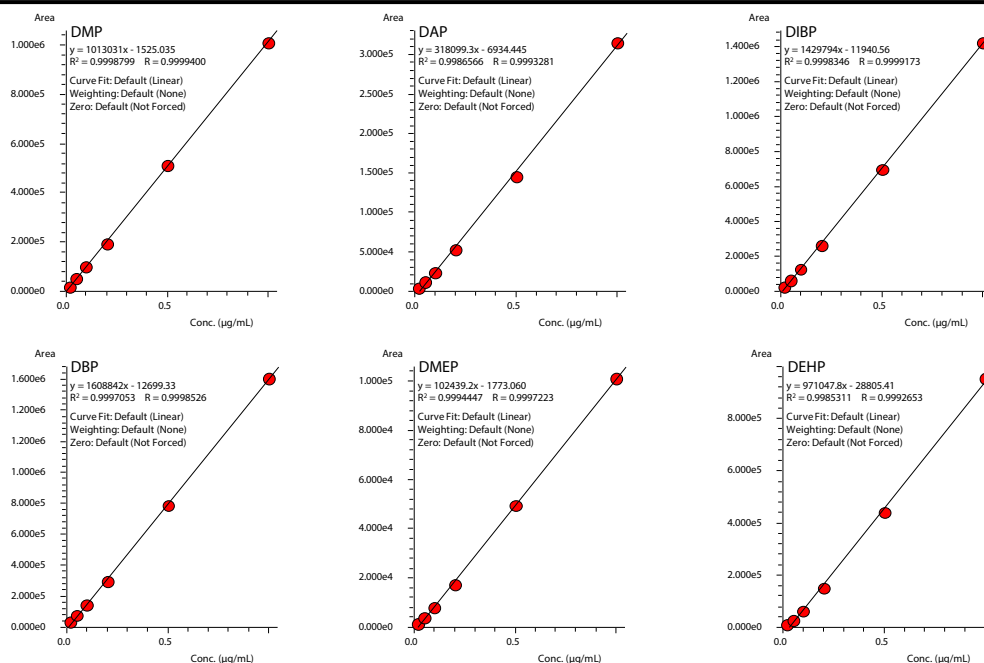 Area
DMP
y = 1013031x - 1525.035
R² = 0.9998799 R = 0.9999400
Curve Fit: Default (Linear)
Weighting: Default (None)
Zero: Default (Not Forced)
1.000e6
8.000e5
6.000e5
4.000e5
2.000e5
0.000e0
0.0
0.5
Conc. (µg/mL)
Area
DAP
y = 318099.3x - 6934.445
R² = 0.9986566 R = 0.9993281
Curve Fit: Default (Linear)
Weighting: Default (None)
Zero: Default (Not Forced)
3.000e5
2.500e5
2.000e5
1.500e5
1.000e5
5.000e4
0.000e0
0.0
0.5
Conc. (µg/mL)
Area
DIBP
y = 1429794x - 11940.56
R² = 0.9998346 R = 0.9999173
Curve Fit: Default (Linear)
Weighting: Default (None)
Zero: Default (Not Forced)
1.400e6
1.200e6
1.000e6
8.000e5
6.000e5
4.000e5
2.000e5
0.000e0
0.0
0.5
Conc. (µg/mL)
Area
DBP
y = 1608842x - 12699.33
R² = 0.9997053 R = 0.9998526
Curve Fit: Default (Linear)
Weighting: Default (None)
Zero: Default (Not Forced)
1.600e6
1.200e6
1.200e6
1.000e6
8.000e5
6.000e5
4.000e5
2.000e5
0.000e0
0.0
0.5
Conc. (µg/mL)
Area
DMEP
y = 102439.2x - 1773.060
R² = 0.9994447 R = 0.9997223
Curve Fit: Default (Linear)
Weighting: Default (None)
Zero: Default (Not Forced)
1.000e5
8.000e4
6.000e4
4.000e4
2.000e4
0.000e0
0.0
0.5
Conc. (µg/mL)
Area
DEHP
y = 971047.8x - 28805.41
R² = 0.9985311 R = 0.9992653
Curve Fit: Default (Linear)
Weighting: Default (None)
Zero: Default (Not Forced)
8.000e5
6.000e5
4.000e5
2.000e5
0.000e0
0.0
0.5
Conc. (µg/mL)